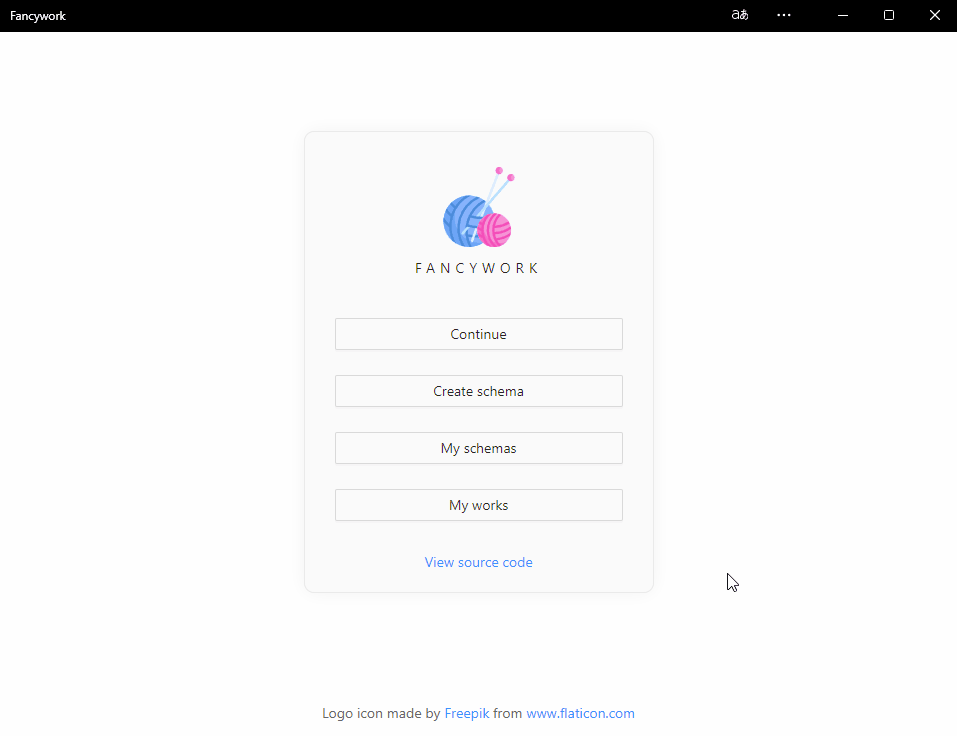 Fancywork
aあ
FANCYWORK
Continue
Create schema
My schemas
My works
View source code
Logo icon made by Freepik from www.flaticon.com